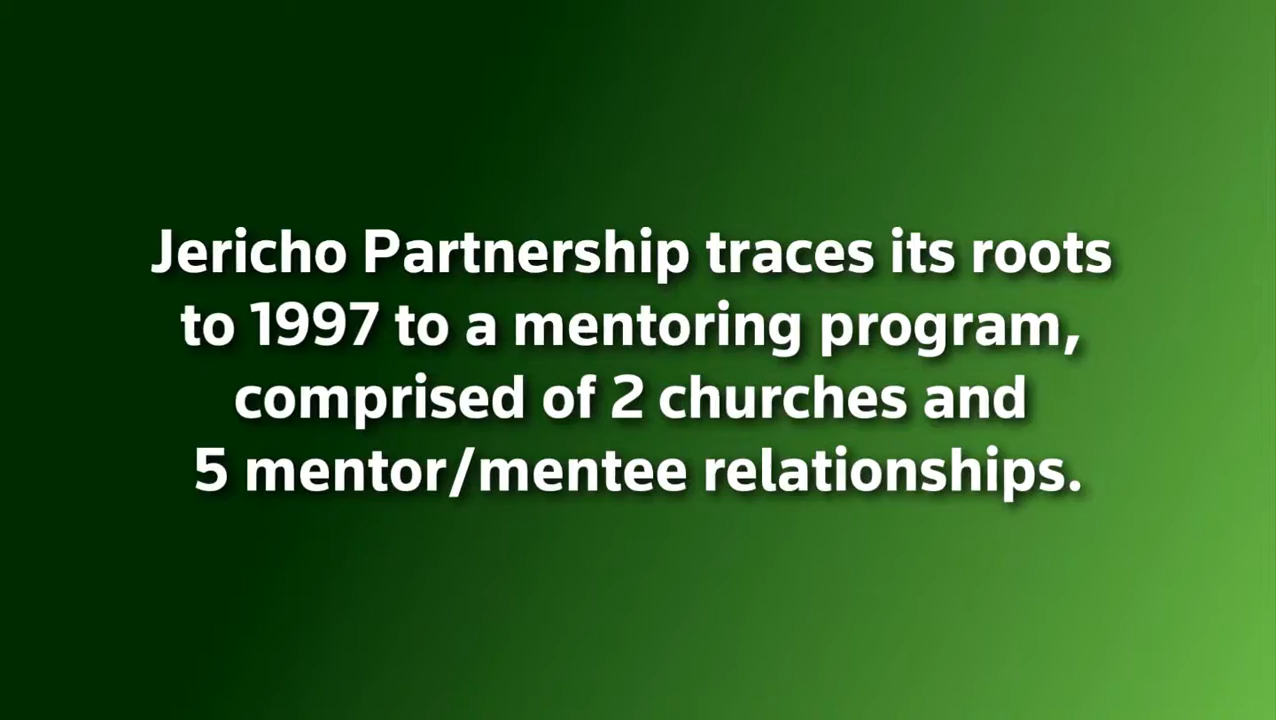 Jericho Partnership traces its roots
to 1997 to a mentoring program,
comprised of 2 churches and
5 mentor/mentee relationships.